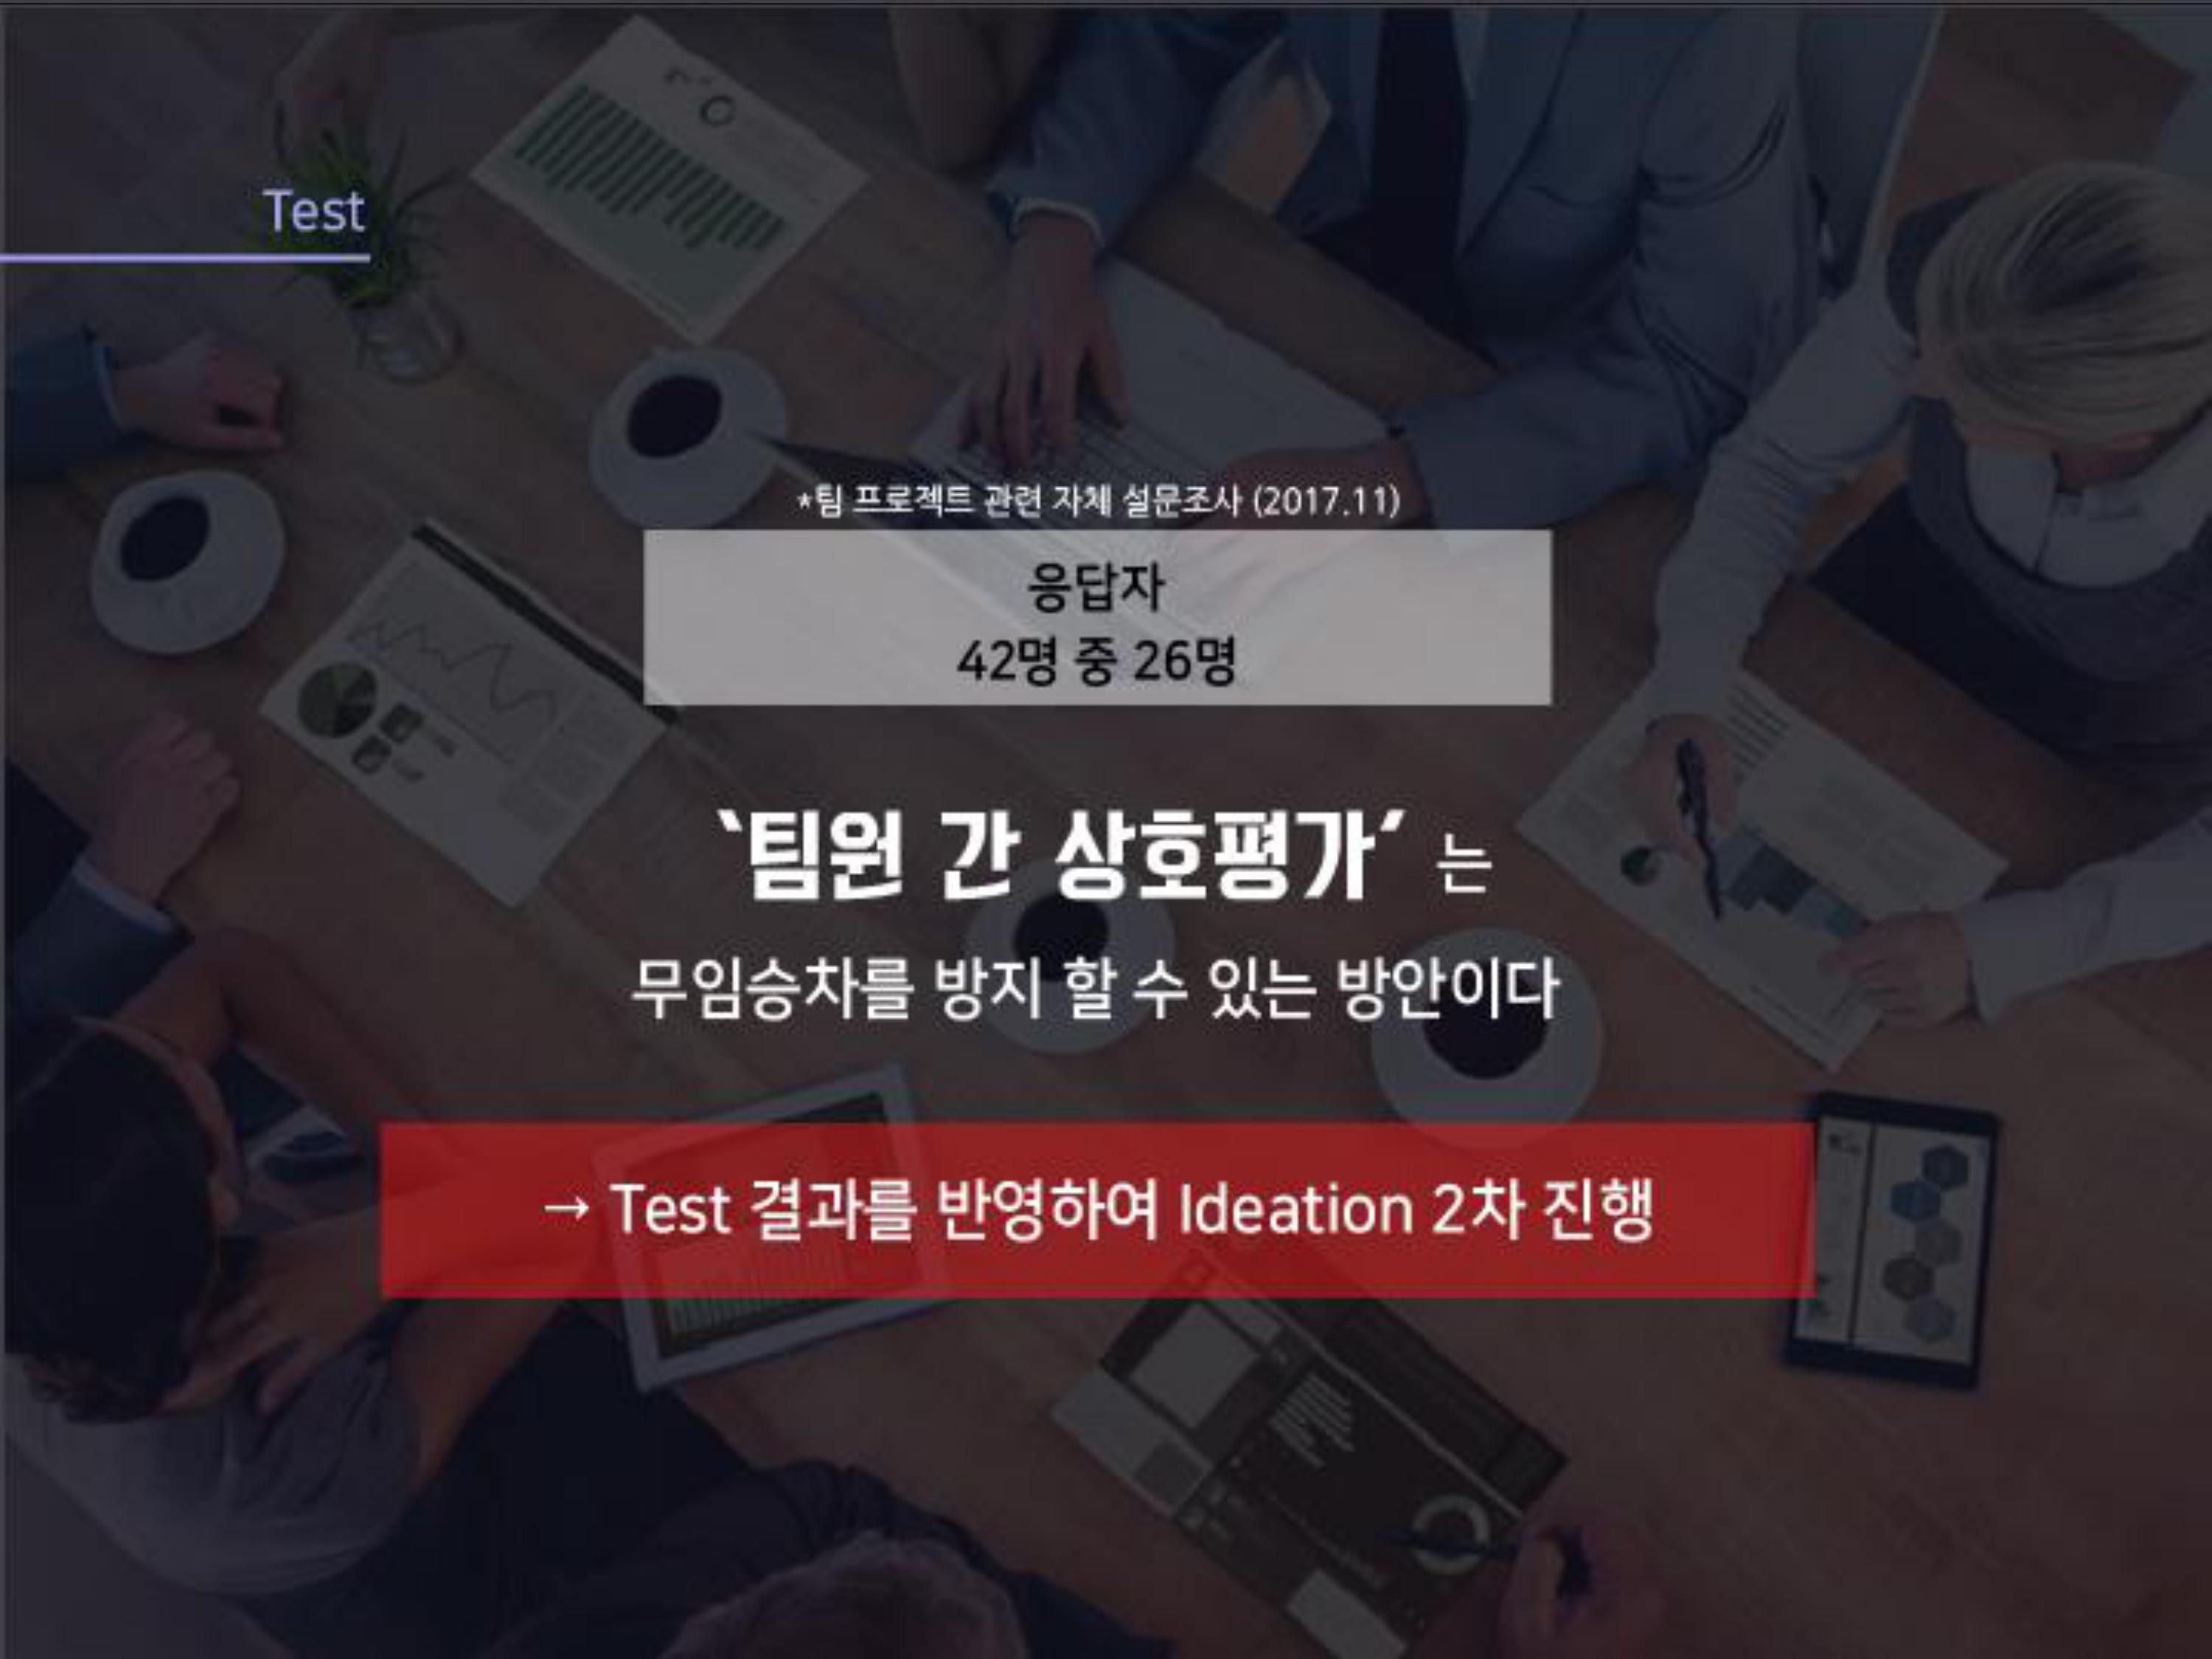 Test
*팀 프로젝트 관련 자체 설문조사 (2017.11)
응답자
42명 중 26명
‘팀원 간 상호평가’ 는
무임승차를 방지 할 수 있는 방안이다
→ Test 결과를 반영하여 Ideation 2차 진행